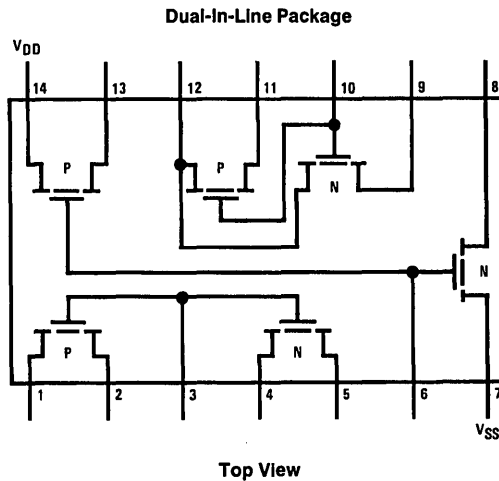 Dual-In-Line Package
VDD
14 13 12 11 10 9 8
P P N N
P N
1 2 3 4 5 6 7
VSS
Top View